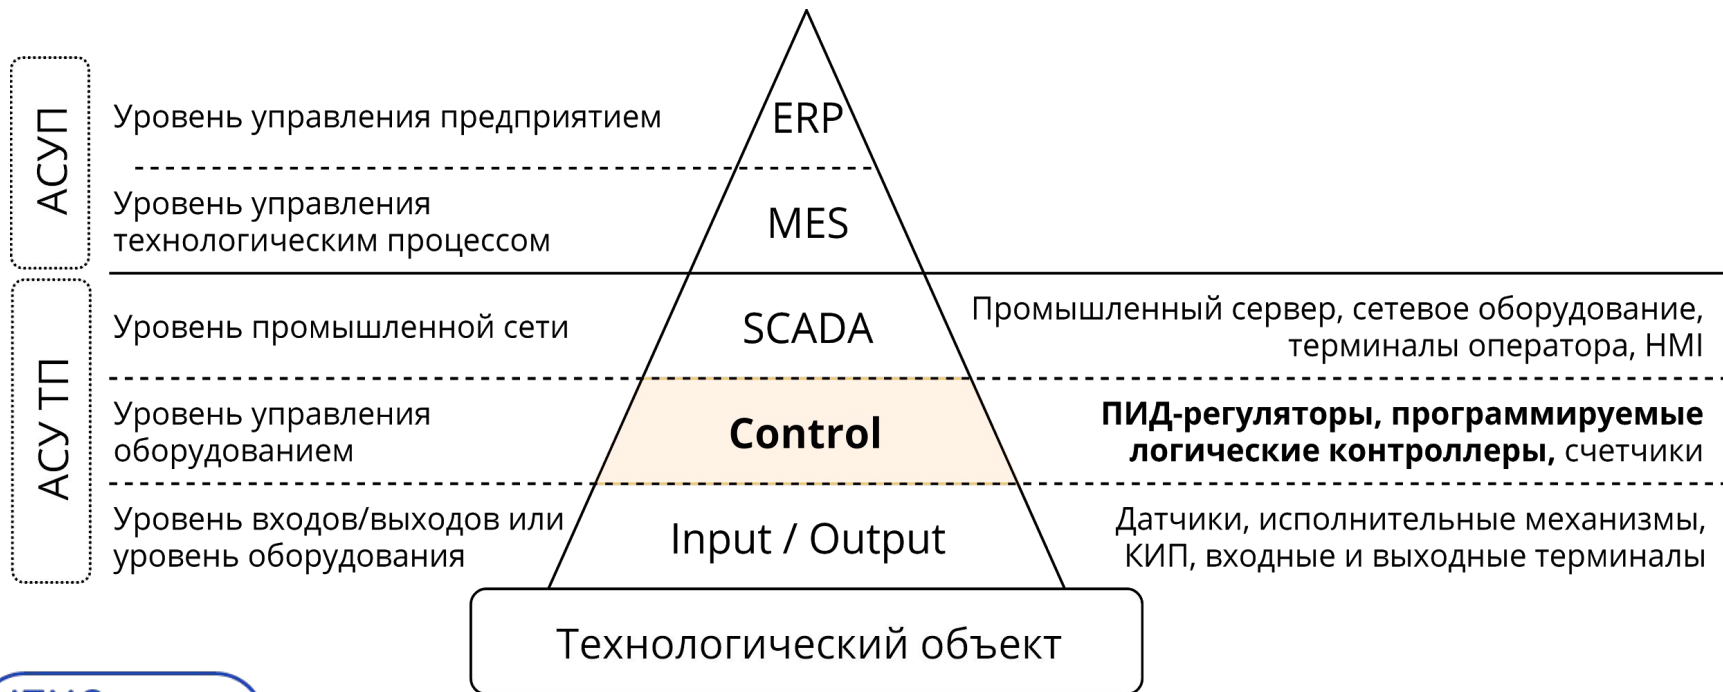 АСУП
Уровень управления предприятием
ERP
Уровень управления
технологическим процессом
MES
АСУ ТП
Уровень промышленной сети
SCADA
Промышленный сервер, сетевое оборудование,
терминалы оператора, HMI
Уровень управления
оборудованием
Control
ПИД-регуляторы, программируемые
логические контроллеры, счетчики
Уровень входов/выходов или
уровень оборудования
Input / Output
Датчики, исполнительные механизмы,
КИП, входные и выходные терминалы
Технологический объект